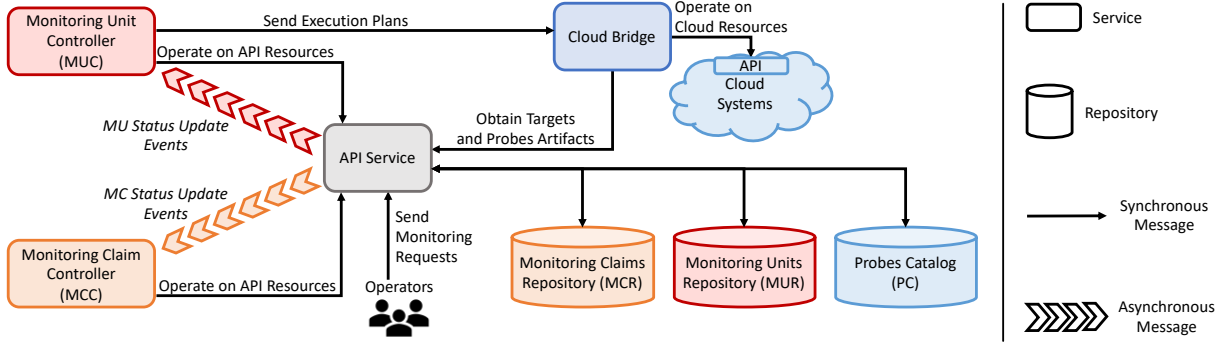 Monitoring Unit
Controller
(MUC)
Send Execution Plans
Operate on API Resources
Cloud Bridge
Operate on
Cloud Resources
API
Cloud
Systems
MU Status Update
Events
Obtain Targets
and Probes Artifacts
API Service
MC Status Update
Events
Send
Monitoring
Requests
Monitoring Claim
Controller
(MCC)
Operate on API Resources
Operators
Monitoring Claims
Repository (MCR)
Monitoring Units
Repository (MUR)
Probes Catalog
(PC)
Service
Repository
Synchronous
Message
Asynchronous
Message